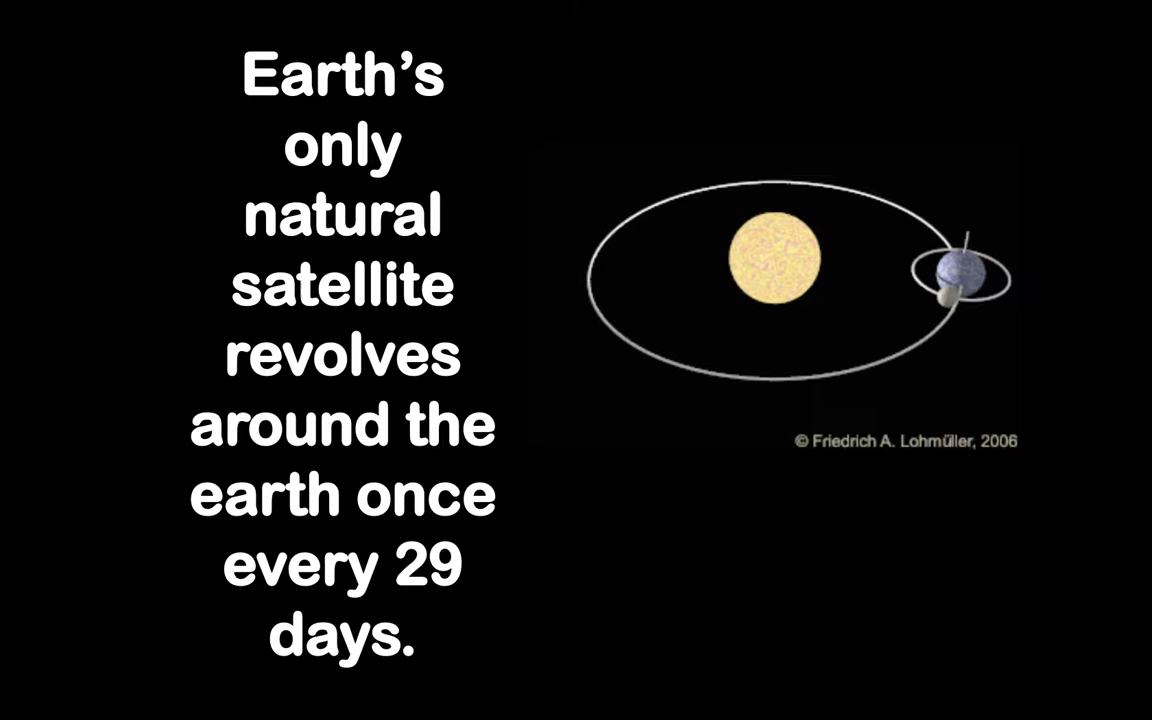 Earth’s
only
natural
satellite
revolves
around the
earth once
every 29
days.
© Friedrich A. Lohmüller, 2006